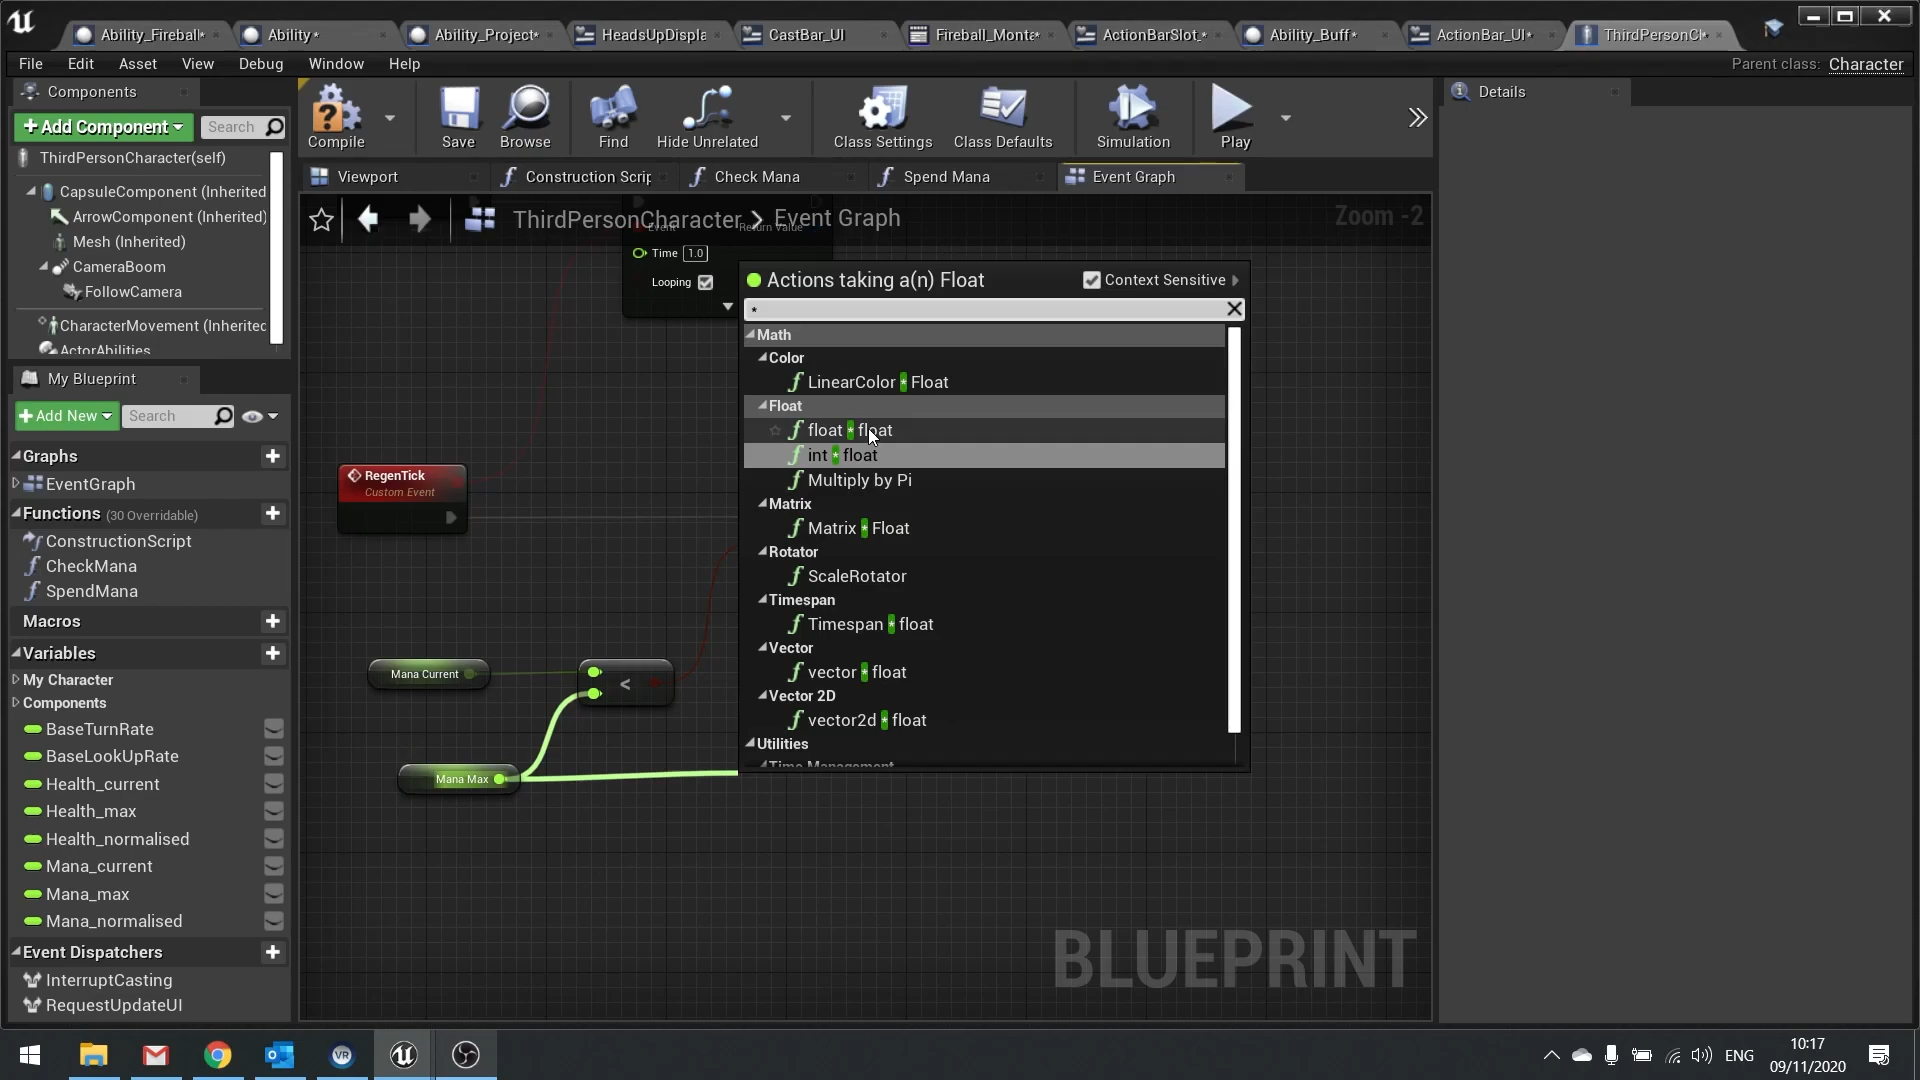 Ability_Fireball*
Ability*
Ability_Project*
HeadsUpDispla
CastBar_UI
Fireball_Monta*
ActionBarSlot_*
Ability_Buff*
ActionBar_UI*
ThirdPersonCh*
File
Edit
Asset
View
Debug
Window
Help
Parent class: Character
Components
+Add Component
Search
Compile
Save
Browse
Find
Hide Unrelated
Class Settings
Class Defaults
Simulation
Play
Details
ThirdPersonCharacter(self)
CapsuleComponent (Inherited
ArrowComponent (Inherited)
Mesh (Inherited)
CameraBoom
FollowCamera
CharacterMovement (Inherited
ActorAbilities
Viewport
Construction Scrip
Check Mana
Spend Mana
Event Graph
ThirdPersonCharacter > Event Graph
Zoom -2
Event
Return Value
Time 1.0
Looping
Actions taking a(n) Float
Context Sensitive
*
Math
Color
LinearColor * Float
Float
float * float
int * float
Multiply by Pi
Matrix
Matrix * Float
Rotator
ScaleRotator
Timespan
Timespan * float
Vector
vector * float
Vector 2D
vector2d * float
Utilities
Time Management
RegenTick
Custom Event
Mana Current
<
Mana Max
BLUEPRINT
My Blueprint
+Add New
Search
Graphs
EventGraph
Functions (30 Overridable)
ConstructionScript
CheckMana
SpendMana
Macros
Variables
My Character
Components
BaseTurnRate
BaseLookUpRate
Health_current
Health_max
Health_normalised
Mana_current
Mana_max
Mana_normalised
Event Dispatchers
InterruptCasting
RequestUpdateUI
ENG
10:17
09/11/2020